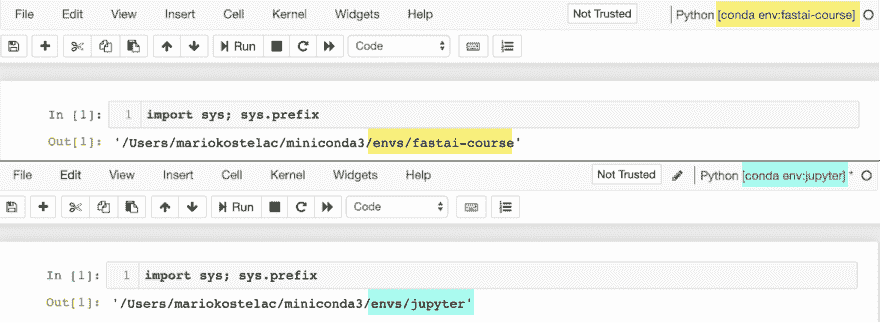 File Edit View Insert Cell Kernel Widgets Help Not Trusted Python [conda env:fastai-course]
Run Code
In [1]: 1 import sys; sys.prefix
Out[1]: '/Users/mariokostelac/miniconda3/envs/fastai-course'
File Edit View Insert Cell Kernel Widgets Help Not Trusted Python [conda env:jupyter] *
Run Code
In [1]: 1 import sys; sys.prefix
Out[1]: '/Users/mariokostelac/miniconda3/envs/jupyter'